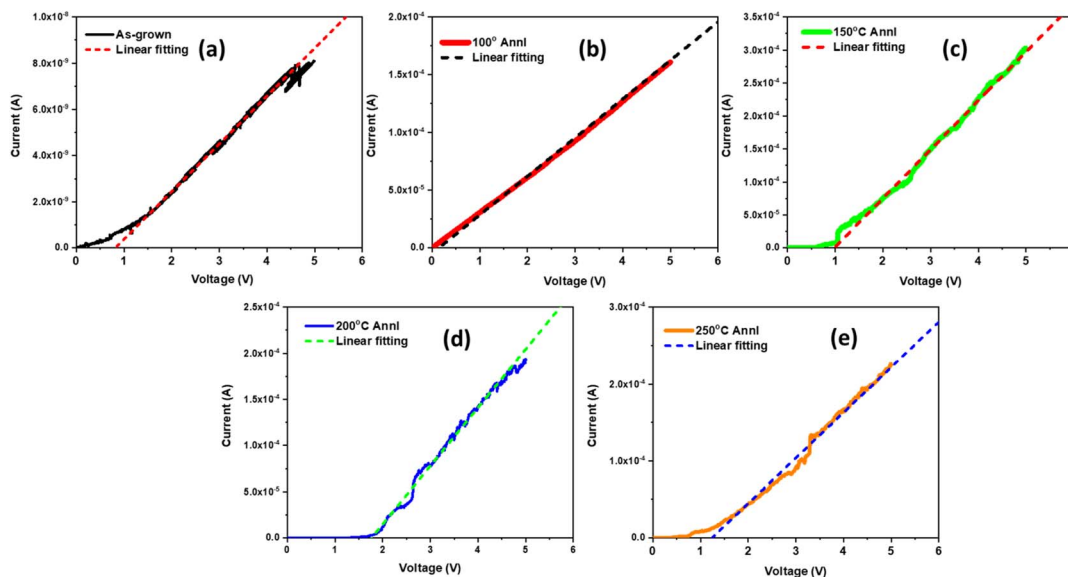 1.0x10⁻⁸
8.0x10⁻⁹
6.0x10⁻⁹
4.0x10⁻⁹
2.0x10⁻⁹
0.0
Current (A)
As-grown
Linear fitting
(a)
0 1 2 3 4 5 6
Voltage (V)
2.0x10⁻⁴
1.5x10⁻⁴
1.0x10⁻⁴
5.0x10⁻⁵
0.0
Current (A)
100° Annl
Linear fitting
(b)
0 1 2 3 4 5 6
Voltage (V)
3.5x10⁻⁴
3.0x10⁻⁴
2.5x10⁻⁴
2.0x10⁻⁴
1.5x10⁻⁴
1.0x10⁻⁴
5.0x10⁻⁵
0.0
Current (A)
150°C Annl
Linear fitting
(c)
0 1 2 3 4 5
Voltage (V)
2.5x10⁻⁴
2.0x10⁻⁴
1.5x10⁻⁴
1.0x10⁻⁴
5.0x10⁻⁵
0.0
Current (A)
200°C Annl
Linear fitting
(d)
0 1 2 3 4 5 6
Voltage (V)
3.0x10⁻⁴
2.0x10⁻⁴
1.0x10⁻⁴
0.0
Current (A)
250°C Annl
Linear fitting
(e)
0 1 2 3 4 5 6
Voltage (V)